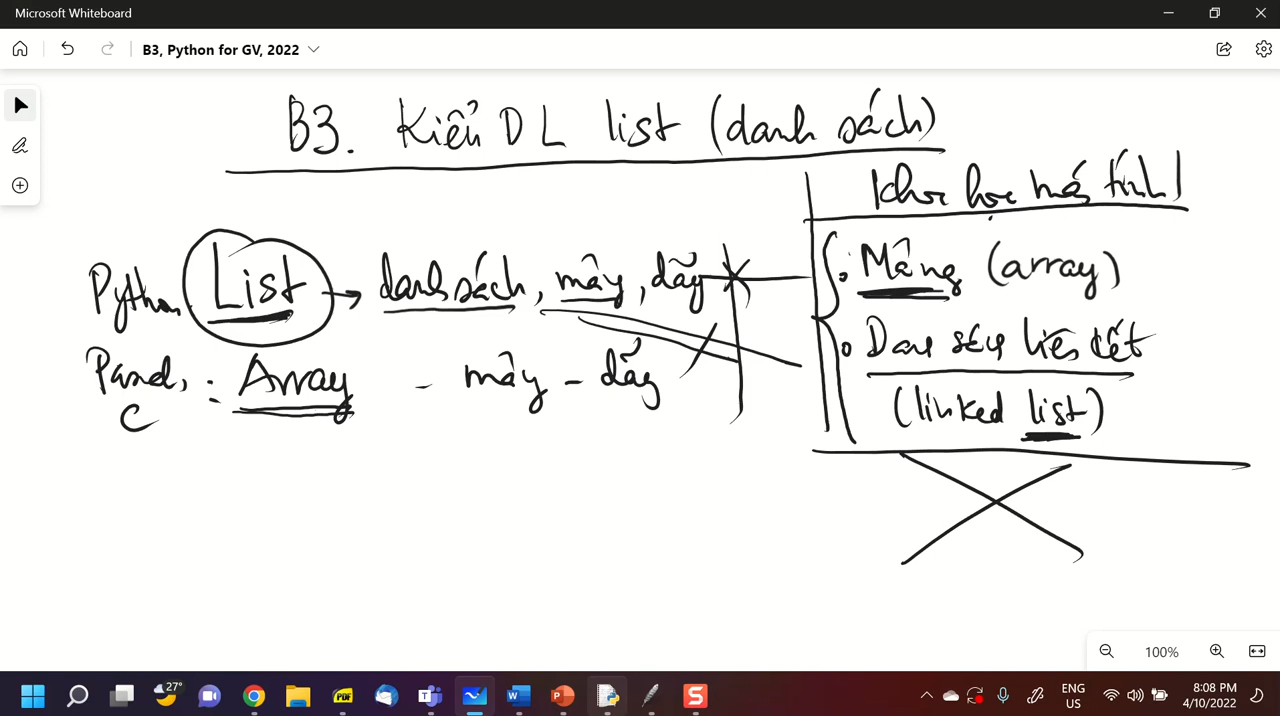 Microsoft Whiteboard
B3, Python for GV, 2022
B3. Kiểu DL list (danh sách)
Khoa học máy tính
Python. List → danh sách, mảng, dãy
• Mảng (array)
: Array - mảng - dãy
C
• Danh sách liên kết
(linked list)
100%
27°
PDF
ENG
US
8:08 PM
4/10/2022